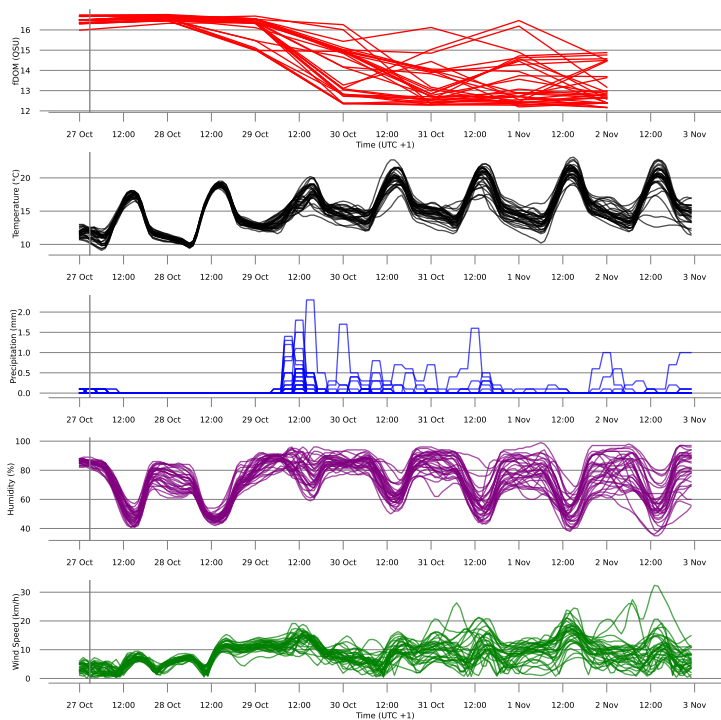 fDOM (QSU)
16
15
14
13
12
27 Oct 12:00 28 Oct 12:00 29 Oct 12:00 30 Oct 12:00 31 Oct 12:00 1 Nov 12:00 2 Nov 12:00 3 Nov
Time (UTC +1)
Temperature (°C)
20
15
10
27 Oct 12:00 28 Oct 12:00 29 Oct 12:00 30 Oct 12:00 31 Oct 12:00 1 Nov 12:00 2 Nov 12:00 3 Nov
Precipitation (mm)
2.0
1.5
1.0
0.5
0.0
27 Oct 12:00 28 Oct 12:00 29 Oct 12:00 30 Oct 12:00 31 Oct 12:00 1 Nov 12:00 2 Nov 12:00 3 Nov
Humidity (%)
100
80
60
40
27 Oct 12:00 28 Oct 12:00 29 Oct 12:00 30 Oct 12:00 31 Oct 12:00 1 Nov 12:00 2 Nov 12:00 3 Nov
Wind Speed (km/h)
30
20
10
0
27 Oct 12:00 28 Oct 12:00 29 Oct 12:00 30 Oct 12:00 31 Oct 12:00 1 Nov 12:00 2 Nov 12:00 3 Nov
Time (UTC +1)